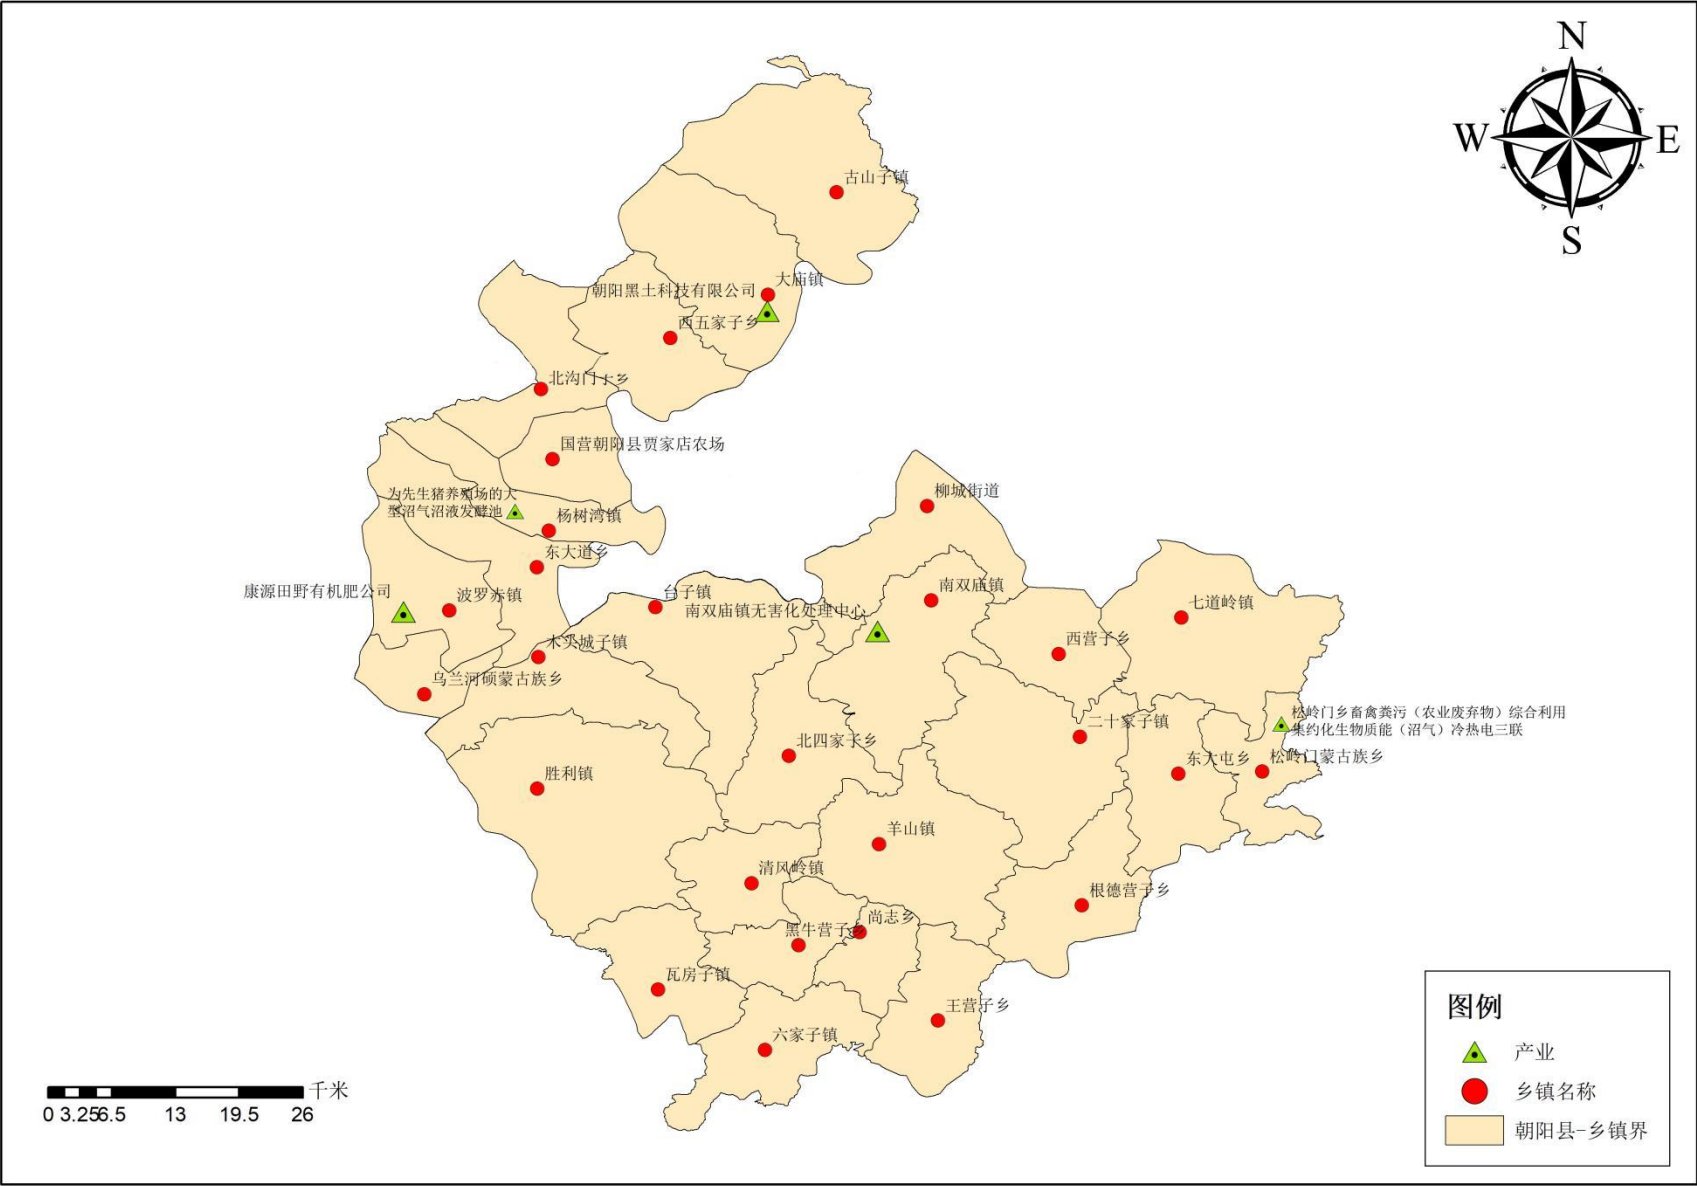 N
W
E
S
古山子镇
大庙镇
朝阳黑土科技有限公司
西五家子乡
北沟门子乡
国营朝阳县贾家店农场
为先生猪养殖场的大
型沼气沼液发酵池
杨树湾镇
柳城街道
东大道乡
康源田野有机肥公司
波罗赤镇
台子镇
南双庙镇
南双庙镇无害化处理中心
七道岭镇
木头城子镇
西营子乡
乌兰河硕蒙古族乡
松岭门乡畜禽粪污（农业废弃物）综合利用
集约化生物质能（沼气）冷热电三联
二十家子镇
北四家子乡
东大屯乡
松岭门蒙古族乡
胜利镇
羊山镇
清风岭镇
根德营子乡
尚志乡
黑牛营子乡
瓦房子镇
王营子乡
六家子镇
图例
产业
乡镇名称
朝阳县-乡镇界
千米
0 3.25 6.5 13 19.5 26